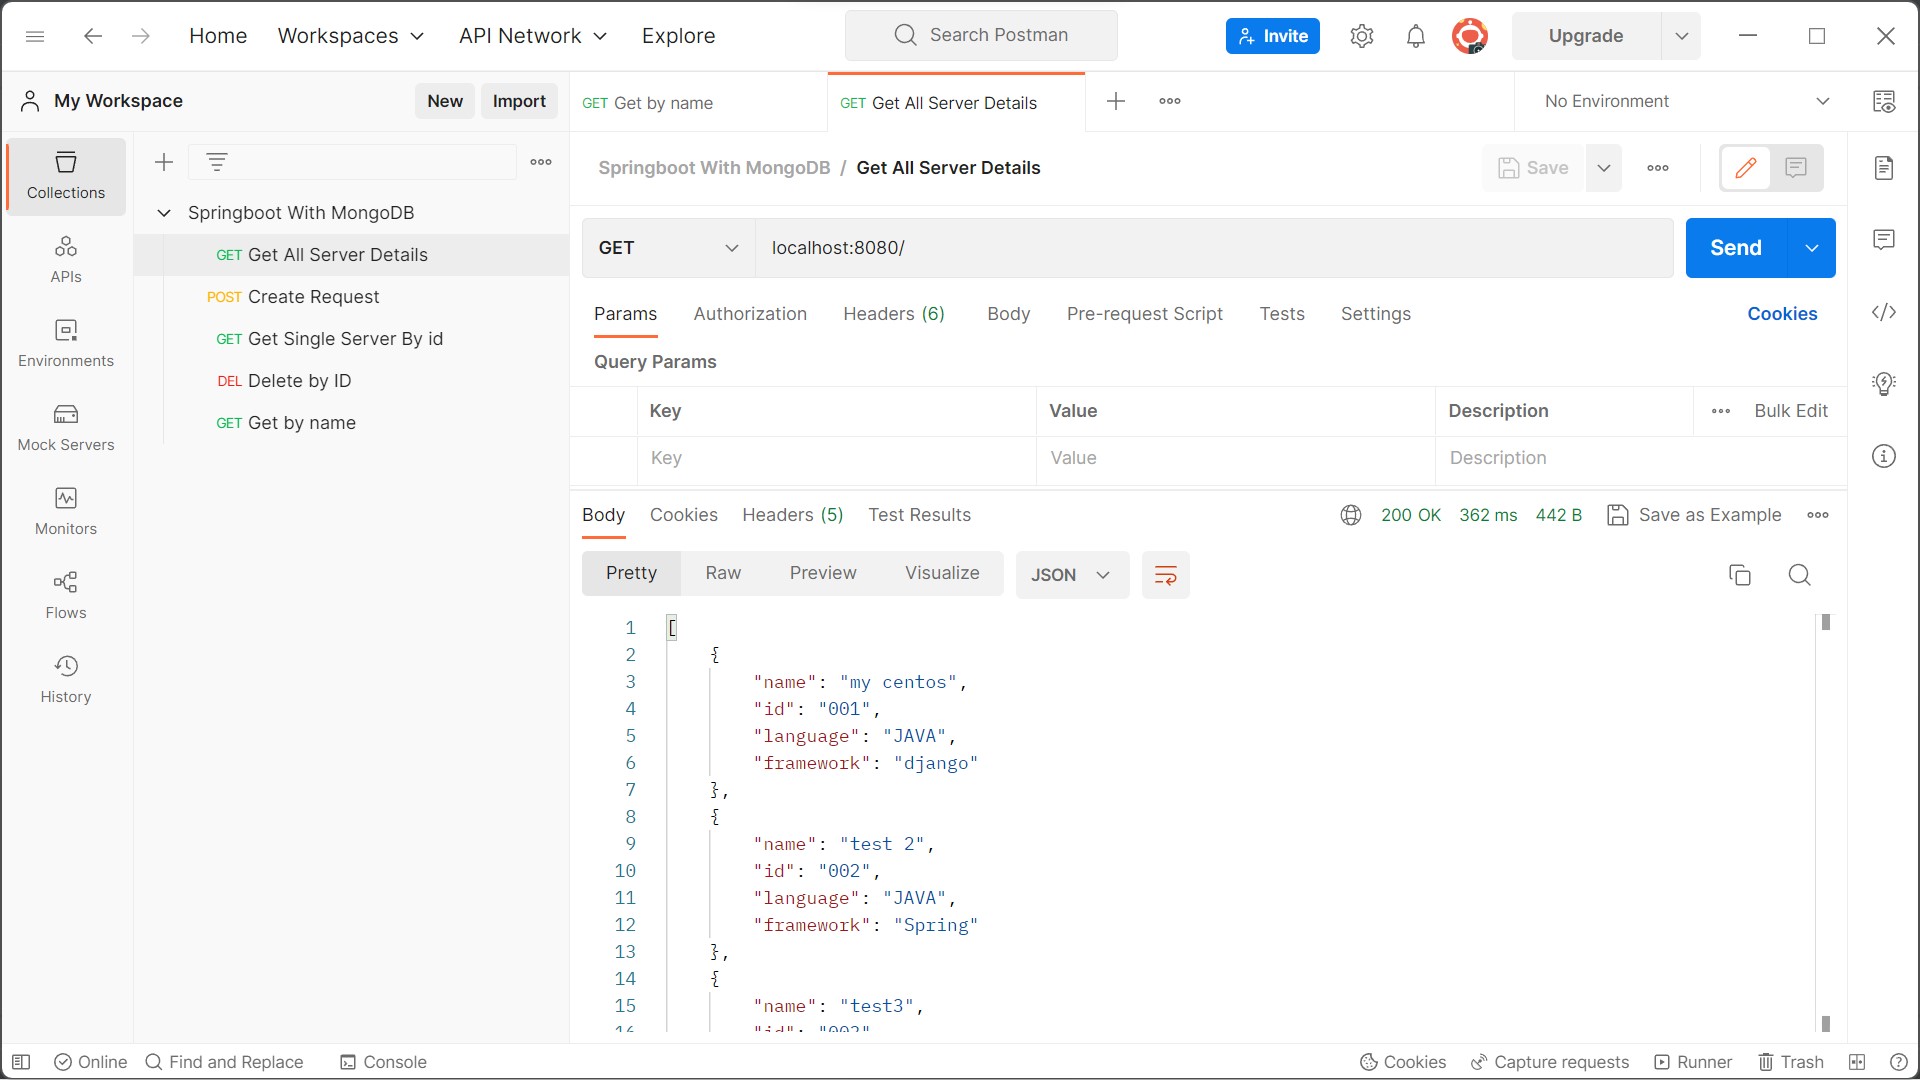 Home Workspaces API Network Explore Search Postman Invite Upgrade
My Workspace New Import
GET Get by name GET Get All Server Details No Environment
Collections
APIs
Environments
Mock Servers
Monitors
Flows
History
Springboot With MongoDB
GET Get All Server Details
POST Create Request
GET Get Single Server By id
DEL Delete by ID
GET Get by name
Springboot With MongoDB / Get All Server Details Save
GET localhost:8080/ Send
Params Authorization Headers (6) Body Pre-request Script Tests Settings Cookies
Query Params
Key Value Description Bulk Edit
Key Value Description
Body Cookies Headers (5) Test Results 200 OK 362 ms 442 B Save as Example
Pretty Raw Preview Visualize JSON
1 [
2 {
3 "name": "my centos",
4 "id": "001",
5 "language": "JAVA",
6 "framework": "django"
7 },
8 {
9 "name": "test 2",
10 "id": "002",
11 "language": "JAVA",
12 "framework": "Spring"
13 },
14 {
15 "name": "test3",
16 "id": "003"
Online Find and Replace Console Cookies Capture requests Runner Trash